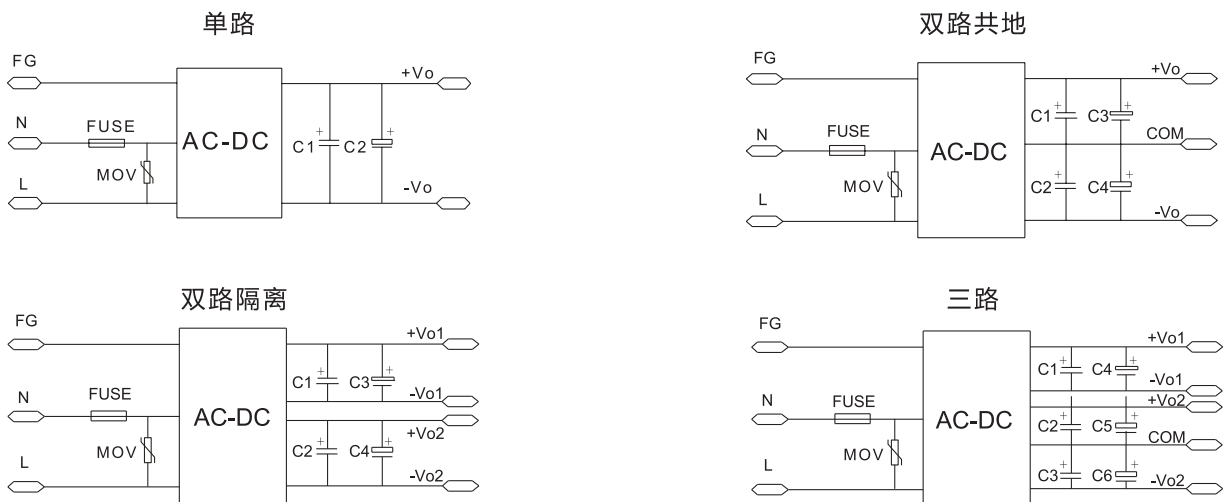 单路
FG
N
FUSE
MOV
L
AC-DC
C1
+
C2
+
+Vo
-Vo
双路共地
FG
N
FUSE
MOV
L
AC-DC
C1
+
C3
+
C2
+
C4
+
+Vo
COM
-Vo
双路隔离
FG
N
FUSE
MOV
L
AC-DC
C1
+
C3
+
C2
+
C4
+
+Vo1
-Vo1
+Vo2
-Vo2
三路
FG
N
FUSE
MOV
L
AC-DC
C1
+
C4
+
C2
+
C5
+
C3
+
C6
+
+Vo1
-Vo1
+Vo2
COM
-Vo2